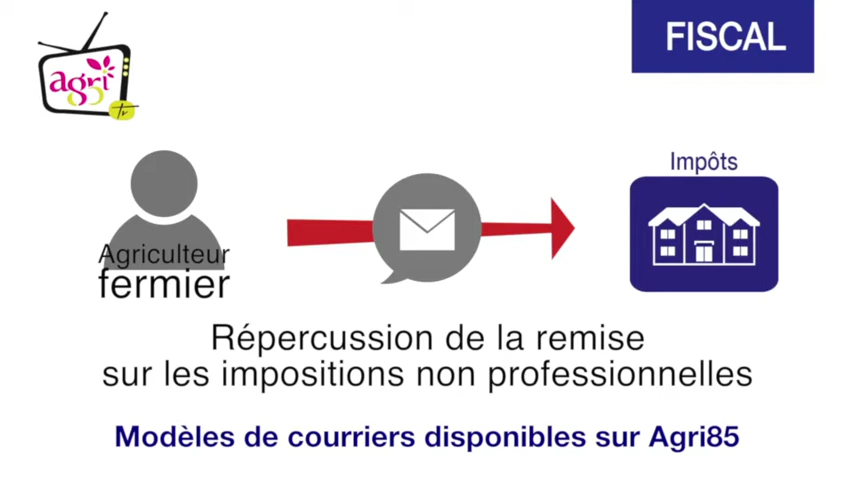 agri
tv
FISCAL
Impôts
Agriculteur
fermier
Répercussion de la remise
sur les impositions non professionnelles
Modèles de courriers disponibles sur Agri85